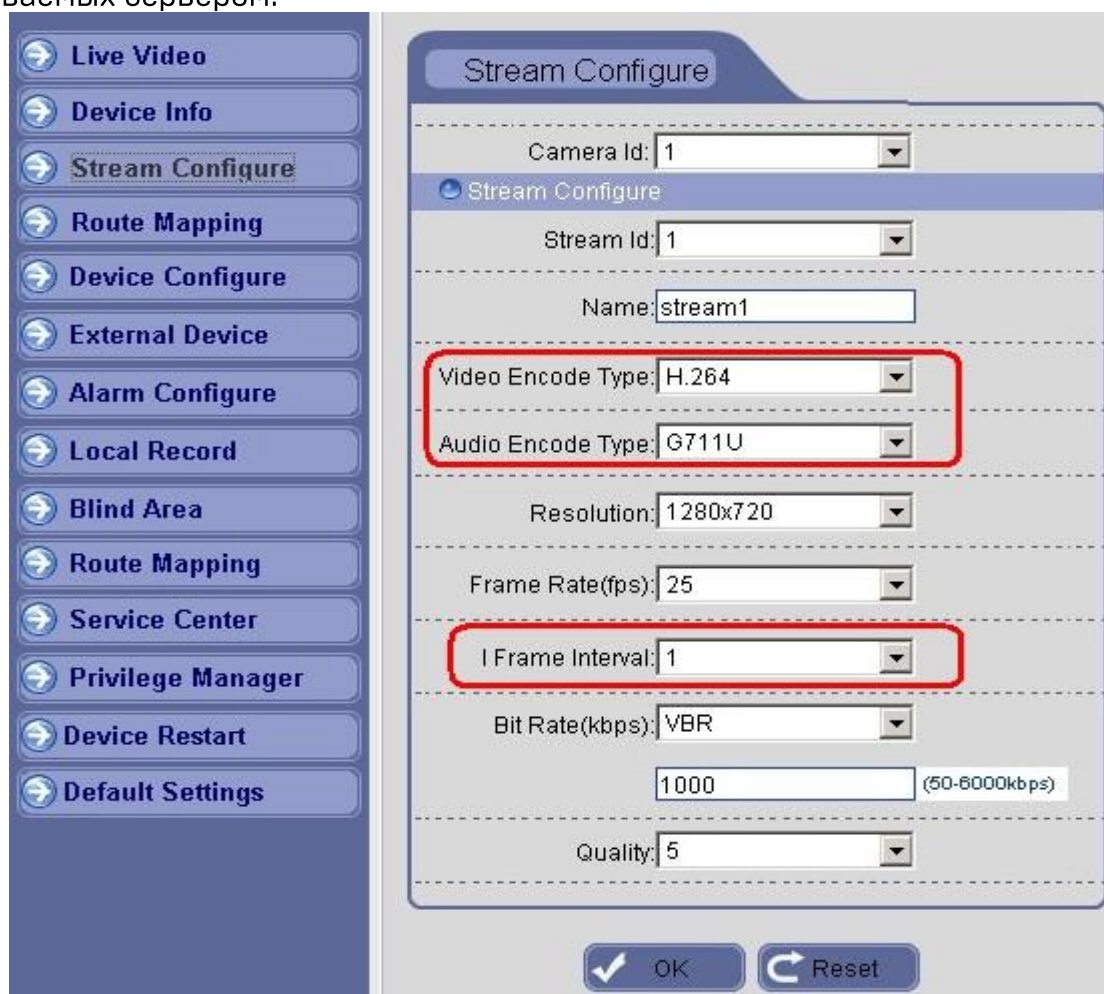 ваемых сервером.
Live Video
Device Info
Stream Configure
Route Mapping
Device Configure
External Device
Alarm Configure
Local Record
Blind Area
Route Mapping
Service Center
Privilege Manager
Device Restart
Default Settings
Stream Configure
Camera Id: 1
Stream Configure
Stream Id: 1
Name: stream1
Video Encode Type: H.264
Audio Encode Type: G711U
Resolution: 1280x720
Frame Rate(fps): 25
I Frame Interval: 1
Bit Rate(kbps): VBR
1000 (50-6000kbps)
Quality: 5
OK Reset